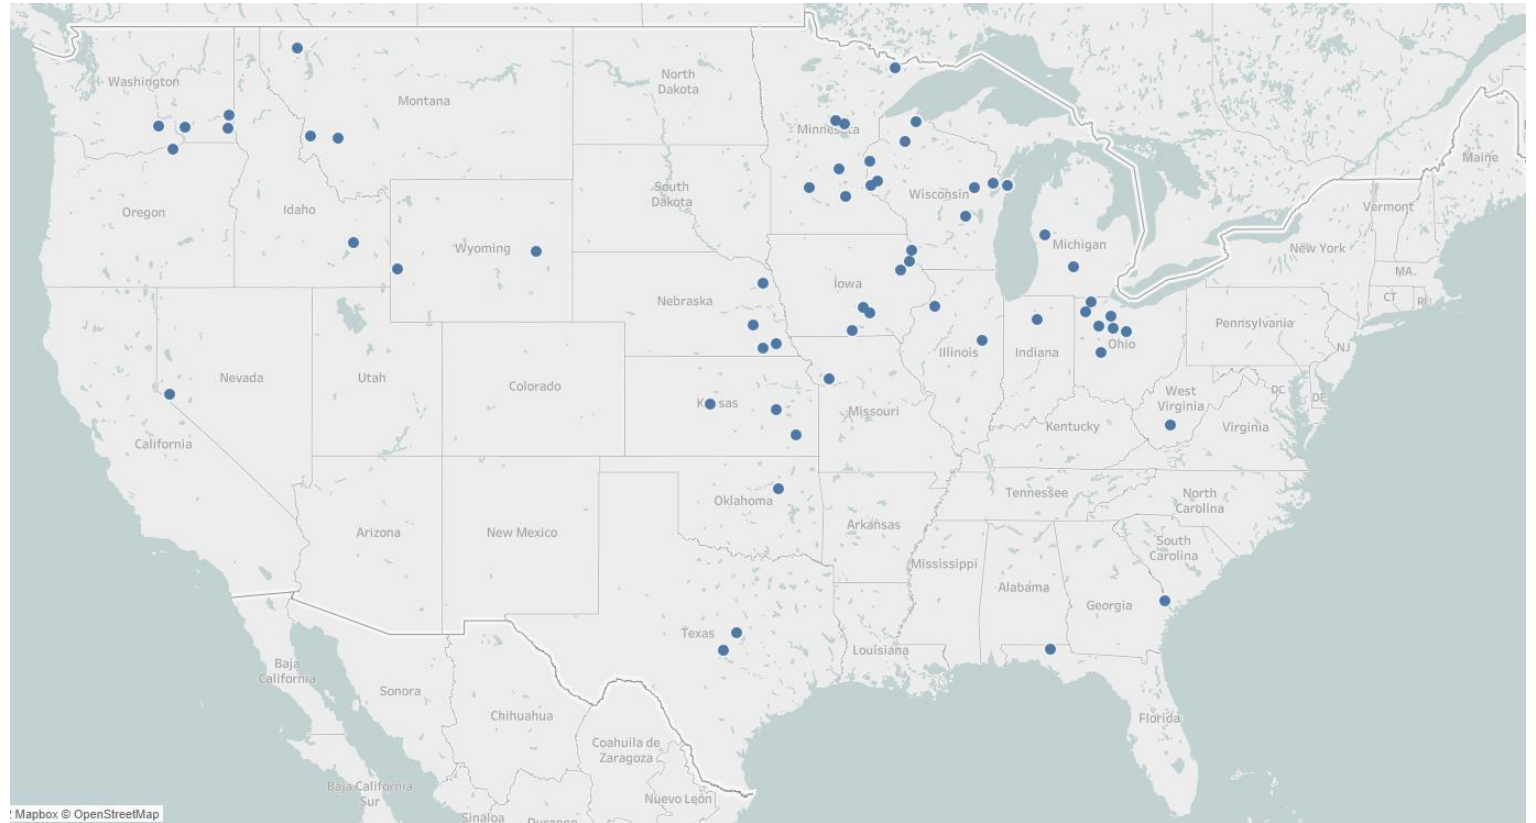 Washington
Montana
North
Dakota
Minnesota
Maine
Oregon
Idaho
South
Dakota
Wyoming
Wisconsin
Michigan
Vermont
New York
MA
CT
RI
Nebraska
Iowa
Pennsylvania
NJ
Nevada
Utah
Colorado
Illinois
Indiana
Ohio
West
Virginia
DC
DE
Kansas
Missouri
Kentucky
Virginia
California
Arizona
New Mexico
Oklahoma
Arkansas
Tennessee
North
Carolina
South
Carolina
Mississippi
Alabama
Georgia
Texas
Louisiana
Florida
Baja
California
Sonora
Chihuahua
Coahuila de
Zaragoza
Baja California
Sur
Nuevo León
Sinaloa
Durango
2 Mapbox © OpenStreetMap